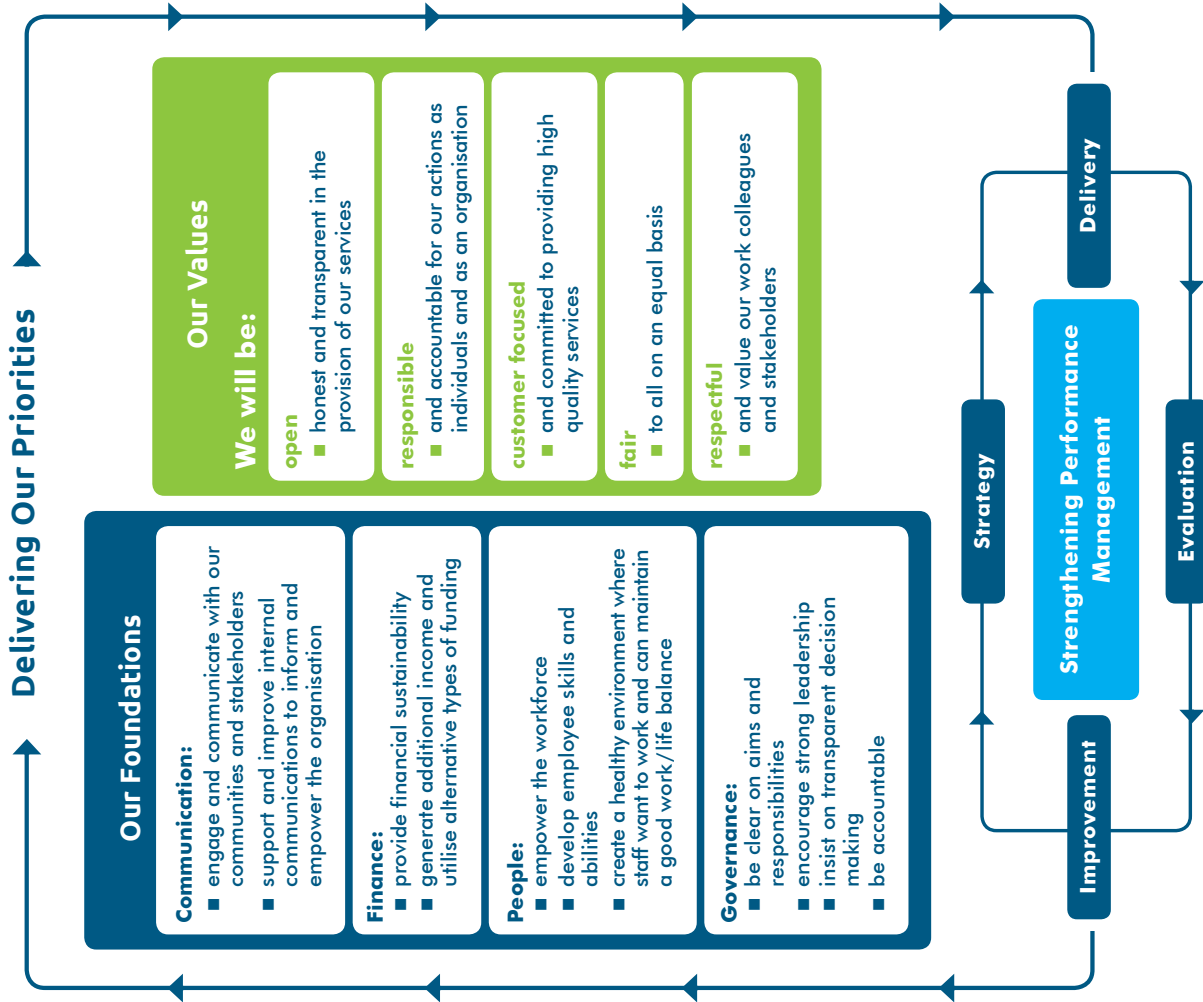 Delivering Our Priorities
Our Foundations
Communication:
■ engage and communicate with our
communities and stakeholders
■ support and improve internal
communications to inform and
empower the organisation
Finance:
■ provide financial sustainability
■ generate additional income and
utilise alternative types of funding
People:
■ empower the workforce
■ develop employee skills and
abilities
■ create a healthy environment where
staff want to work and can maintain
a good work/life balance
Governance:
■ be clear on aims and
responsibilities
■ encourage strong leadership
■ insist on transparent decision
making
■ be accountable
Our Values
We will be:
open
■ honest and transparent in the
provision of our services
responsible
■ and accountable for our actions as
individuals and as an organisation
customer focused
■ and committed to providing high
quality services
fair
■ to all on an equal basis
respectful
■ and value our work colleagues
and stakeholders
Strategy
Improvement
Strengthening Performance
Management
Delivery
Evaluation